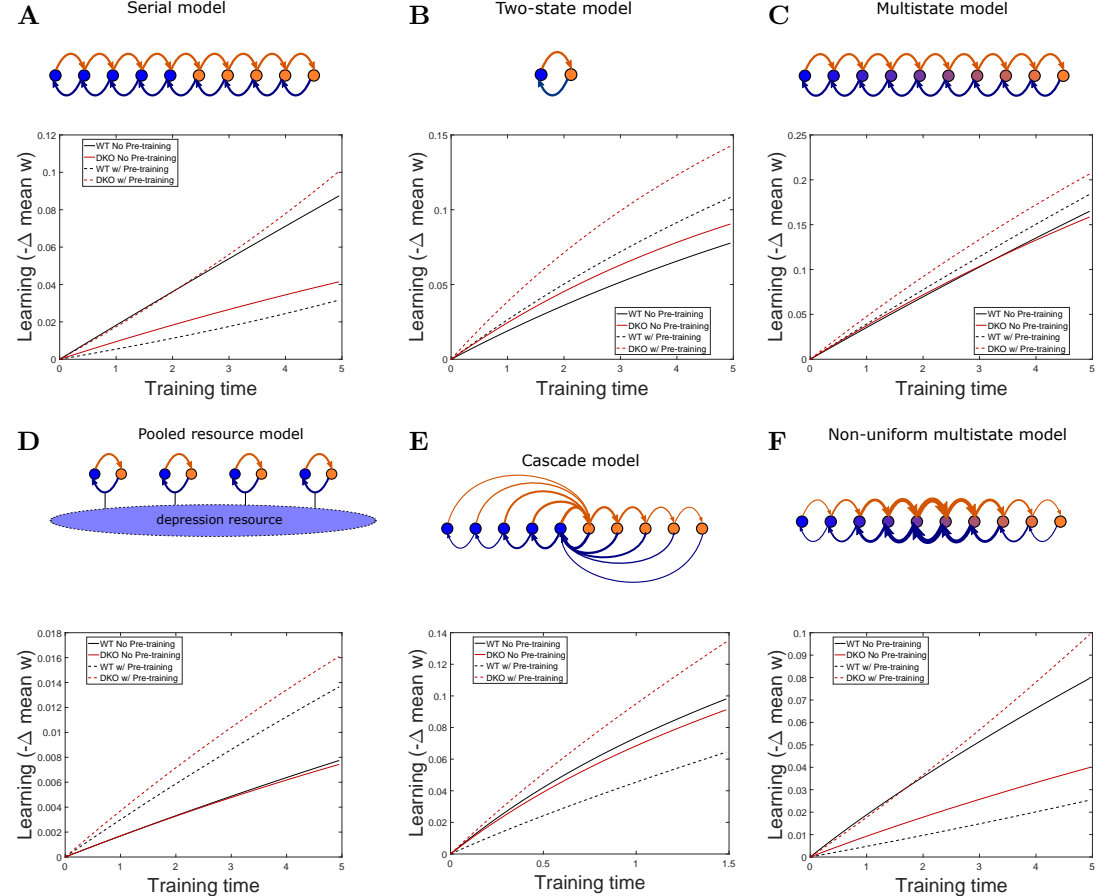 A
Serial model
0.12
0.1
0.08
0.06
0.04
0.02
0
Learning (-Δ mean w)
WT No Pre-training
DKO No Pre-training
WT w/ Pre-training
DKO w/ Pre-training
0 1 2 3 4 5
Training time
B
Two-state model
0.15
0.1
0.05
0
Learning (-Δ mean w)
WT No Pre-training
DKO No Pre-training
WT w/ Pre-training
DKO w/ Pre-training
0 1 2 3 4 5
Training time
C
Multistate model
0.25
0.2
0.15
0.1
0.05
0
Learning (-Δ mean w)
WT No Pre-training
DKO No Pre-training
WT w/ Pre-training
DKO w/ Pre-training
0 1 2 3 4 5
Training time
D
Pooled resource model
depression resource
0.018
0.016
0.014
0.012
0.01
0.008
0.006
0.004
0.002
0
Learning (-Δ mean w)
WT No Pre-training
DKO No Pre-training
WT w/ Pre-training
DKO w/ Pre-training
0 1 2 3 4 5
Training time
E
Cascade model
0.14
0.12
0.1
0.08
0.06
0.04
0.02
0
Learning (-Δ mean w)
WT No Pre-training
DKO No Pre-training
WT w/ Pre-training
DKO w/ Pre-training
0 0.5 1 1.5
Training time
F
Non-uniform multistate model
0.1
0.09
0.08
0.07
0.06
0.05
0.04
0.03
0.02
0.01
0
Learning (-Δ mean w)
WT No Pre-training
DKO No Pre-training
WT w/ Pre-training
DKO w/ Pre-training
0 1 2 3 4 5
Training time